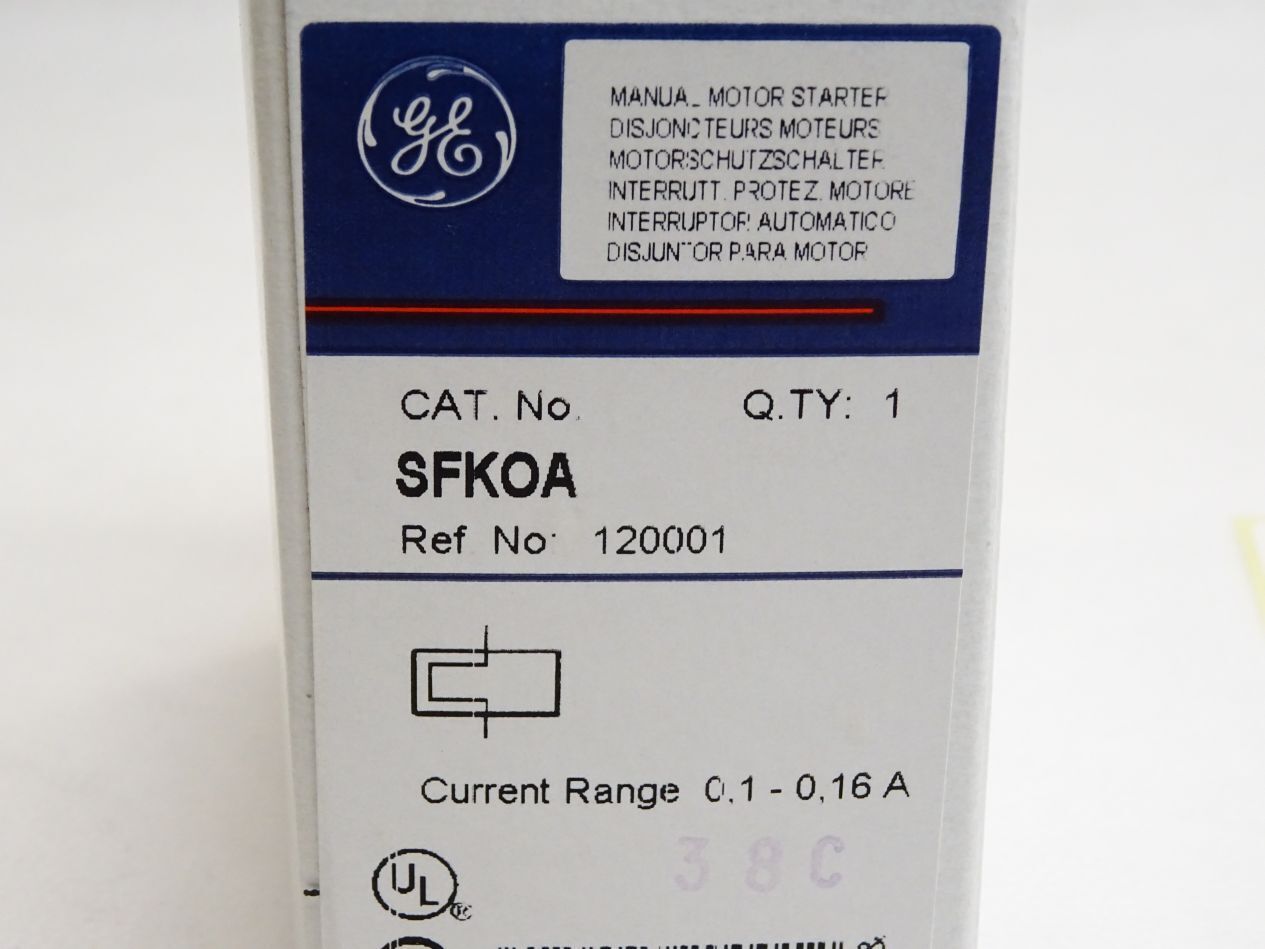 GE
MANUAL MOTOR STARTER
DISJONCTEURS MOTEURS
MOTORSCHUTZSCHALTER
INTERRUTT. PROTEZ. MOTORE
INTERRUPTOR AUTOMATICO
DISJUNTOR PARA MOTOR
CAT. No. Q.TY: 1
SFKOA
Ref No: 120001
Current Range 0,1 - 0,16 A
38C
UL